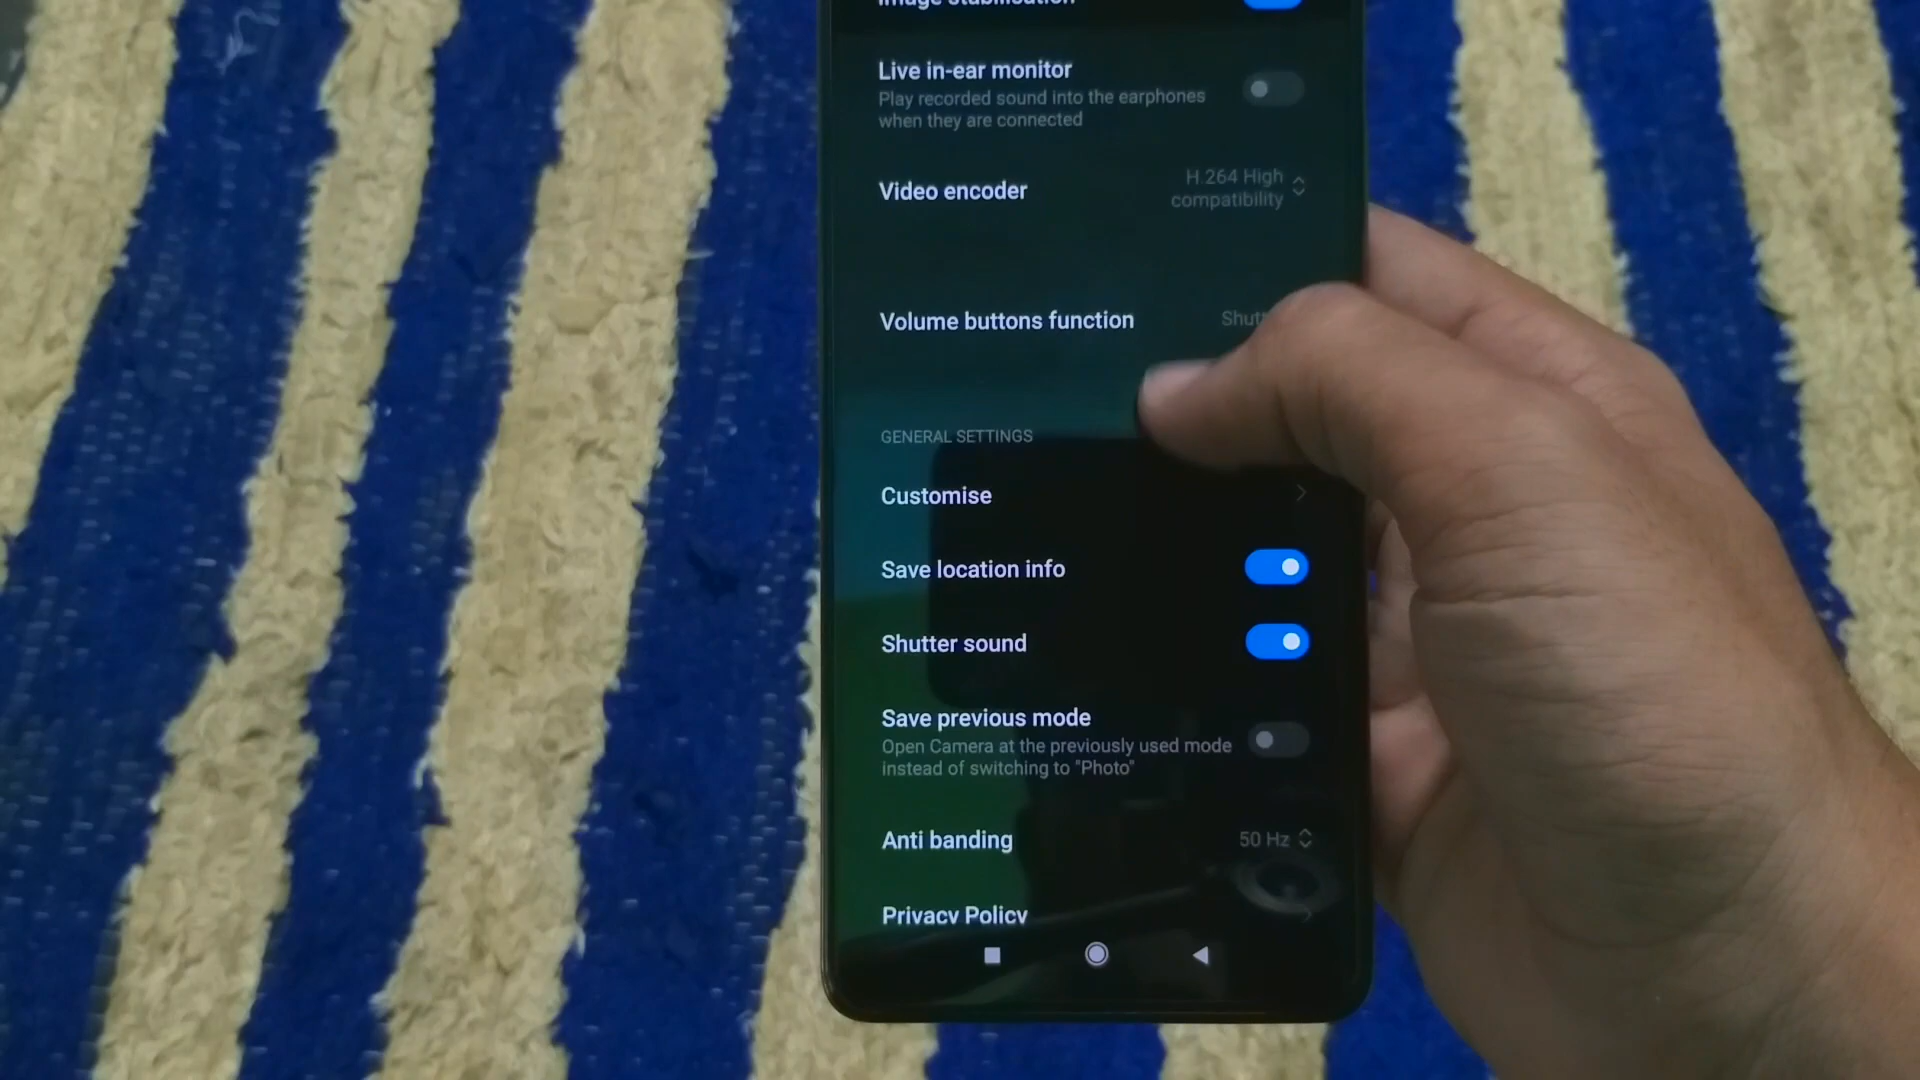 Image stabilisation
Live in-ear monitor
Play recorded sound into the earphones
when they are connected
Video encoder
H.264 High
compatibility
Volume buttons function
GENERAL SETTINGS
Customise
Save location info
Shutter sound
Save previous mode
Open Camera at the previously used mode
instead of switching to "Photo"
Anti banding
50 Hz
Privacy Policy